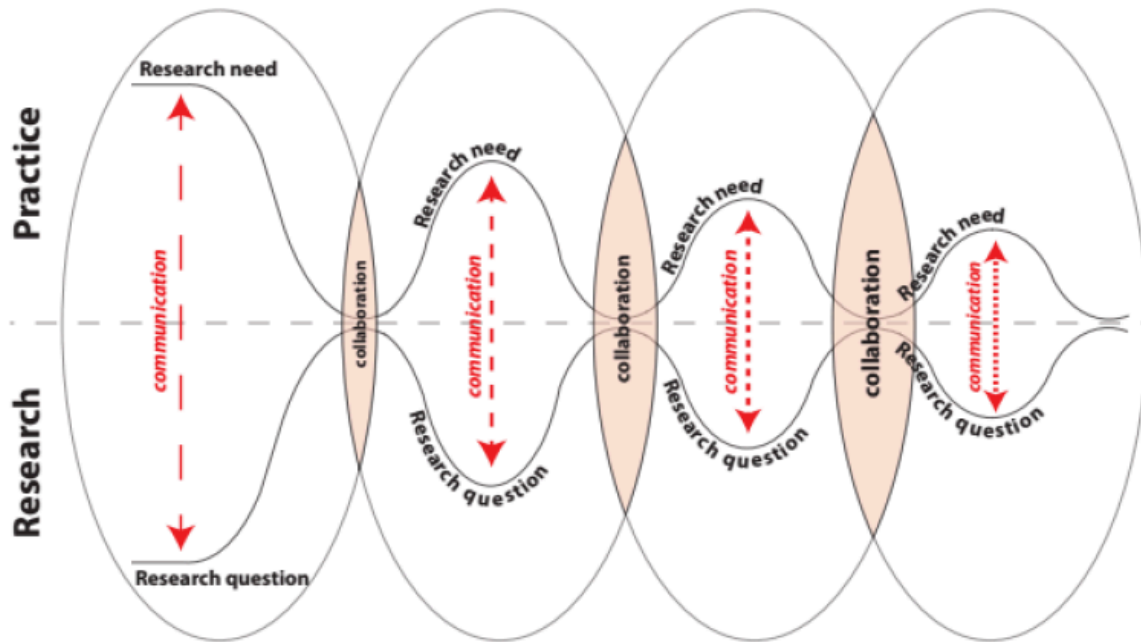 Practice
Research
Research need
communication
Research question
collaboration
Research need
communication
Research question
collaboration
Research need
communication
Research question
collaboration
Research need
communication
Research question